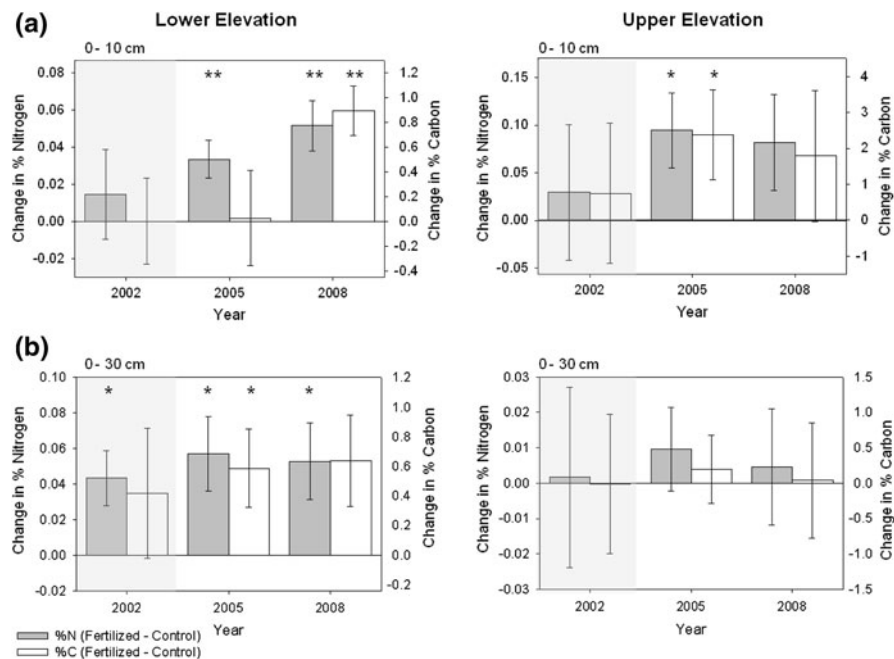 (a)
Lower Elevation
Upper Elevation
0- 10 cm
0.08
0.06
0.04
0.02
0.00
-0.02
Change in % Nitrogen
** ** **
1.2
1.0
0.8
0.6
0.4
0.2
0.0
-0.2
-0.4
Change in % Carbon
2002 2005 2008
Year
0- 10 cm
0.15
0.10
0.05
0.00
-0.05
Change in % Nitrogen
* *
4
3
2
1
0
-1
Change in % Carbon
2002 2005 2008
Year
(b)
0- 30 cm
0.10
0.08
0.06
0.04
0.02
0.00
-0.02
Change in % Nitrogen
* * * *
1.2
1.0
0.8
0.6
0.4
0.2
0.0
-0.2
Change in % Carbon
2002 2005 2008
Year
0- 30 cm
0.03
0.02
0.01
0.00
-0.01
-0.02
-0.03
Change in % Nitrogen
1.5
1.0
0.5
0.0
-0.5
-1.0
-1.5
Change in % Carbon
2002 2005 2008
Year
%N (Fertilized - Control)
%C (Fertilized - Control)